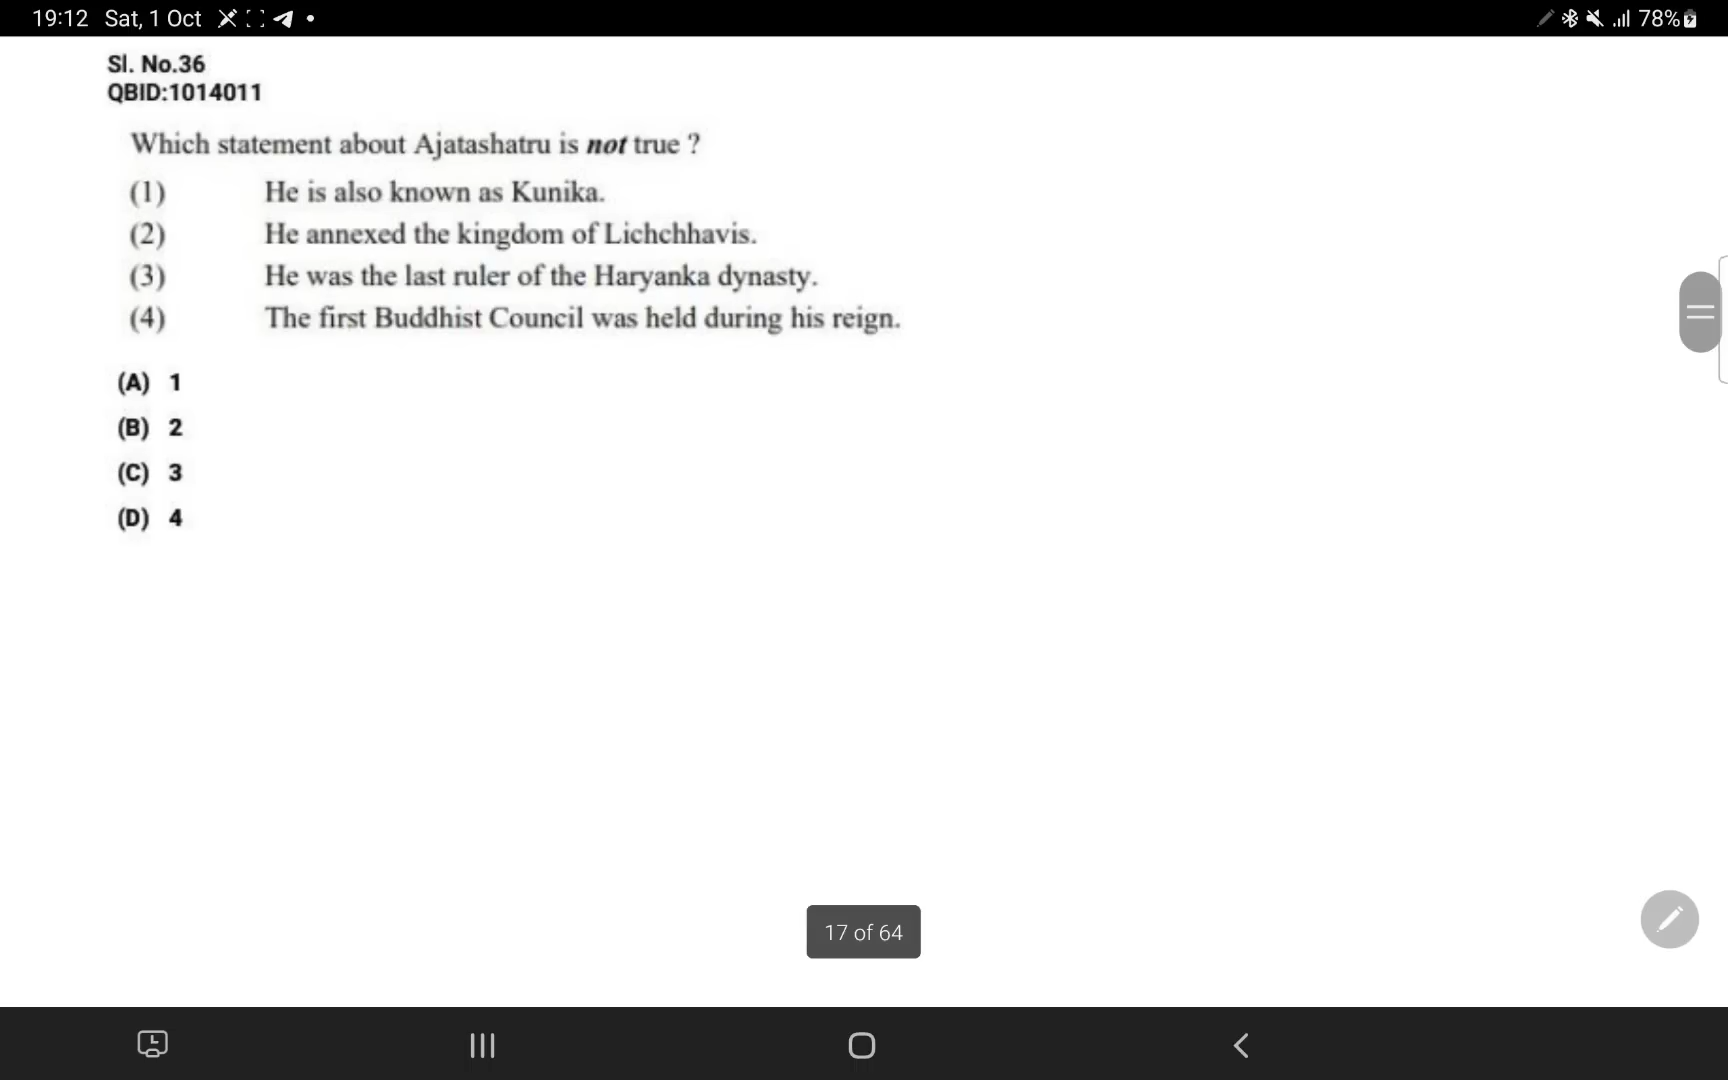 19:12 Sat, 1 Oct 78%
Sl. No.36
QBID:1014011
Which statement about Ajatashatru is not true ?
(1) He is also known as Kunika.
(2) He annexed the kingdom of Lichchhavis.
(3) He was the last ruler of the Haryanka dynasty.
(4) The first Buddhist Council was held during his reign.
(A) 1
(B) 2
(C) 3
(D) 4
17 of 64